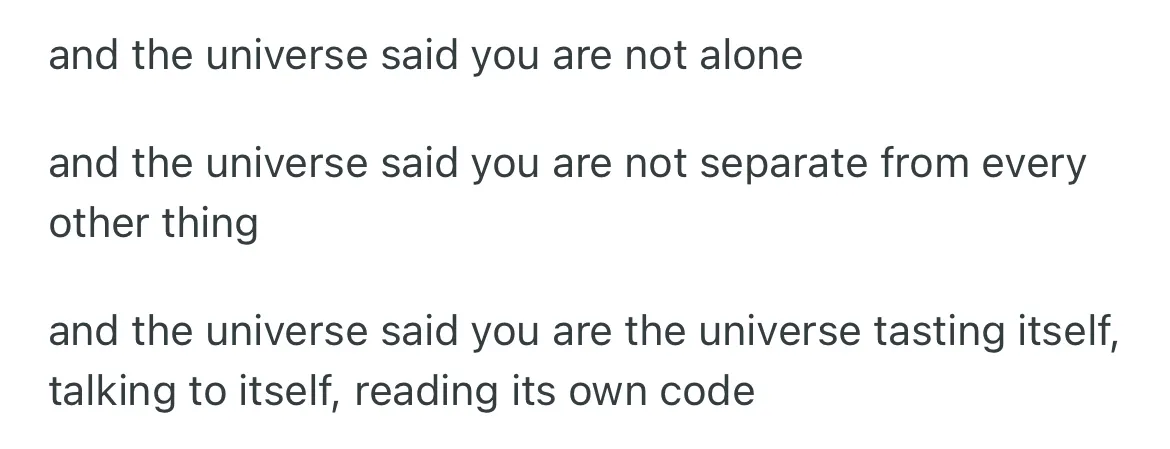 and the universe said you are not alone
and the universe said you are not separate from every
other thing
and the universe said you are the universe tasting itself,
talking to itself, reading its own code